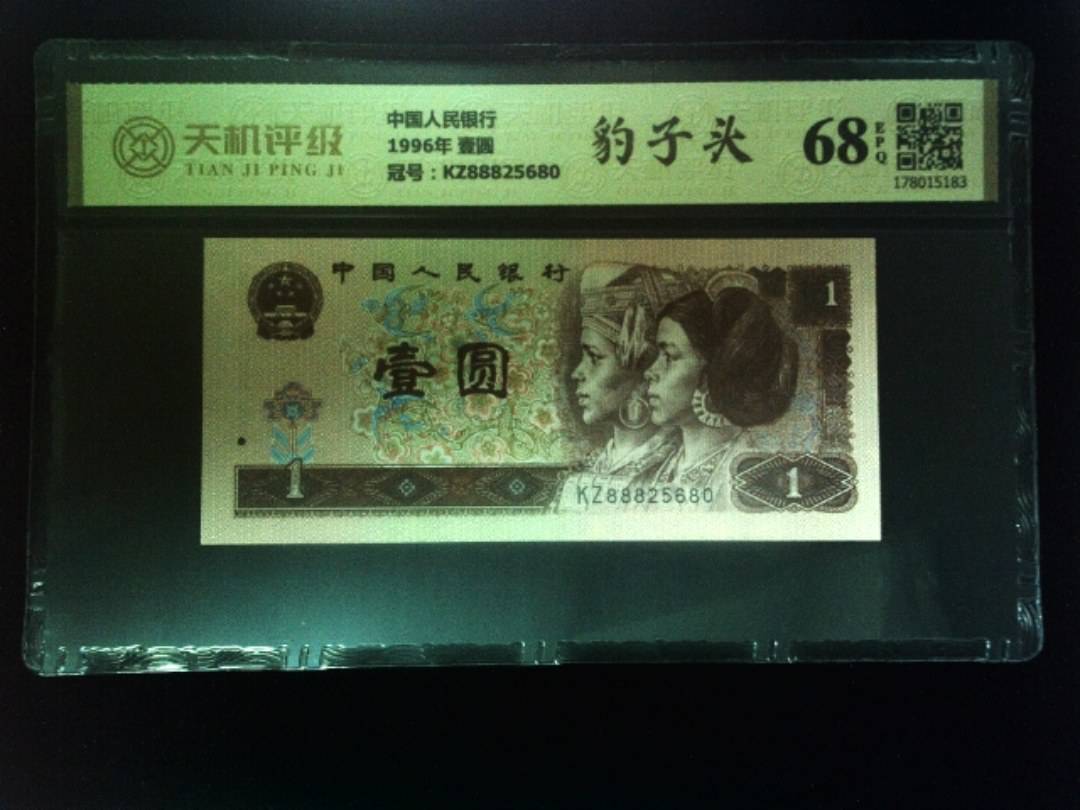 天机评级
TIAN JI PING JI
中国人民银行
1996年 壹圆
冠号：KZ88825680
豹子头
68
EPQ
178015183
中国人民银行
1
壹圆
1
KZ88825680
1